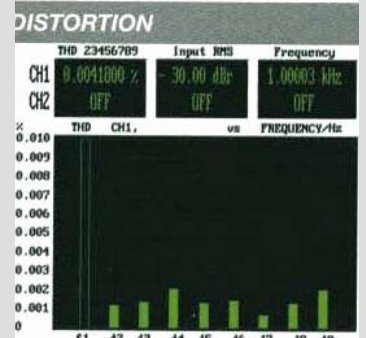 DISTORTION
THD 23456789 Input RMS Frequency
CH1 0.0041800 % - 30.00 dBr 1.00003 kHz
CH2 OFF OFF OFF
% THD CH1, vs FREQUENCY/Hz
0.010
0.009
0.008
0.007
0.006
0.005
0.004
0.003
0.002
0.001
0